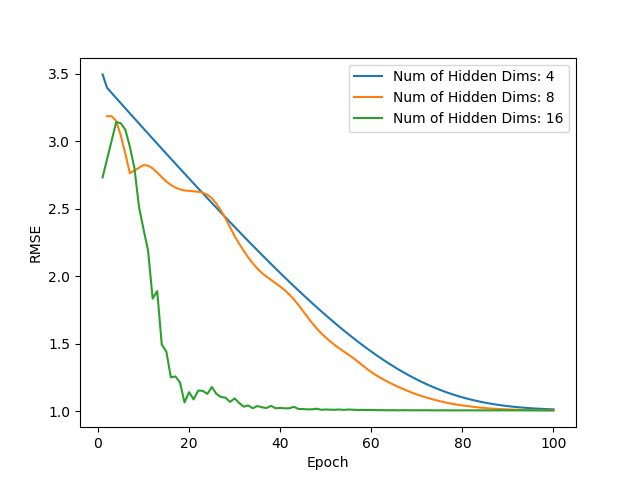 3.5
3.0
2.5
2.0
1.5
1.0
RMSE
0
20
40
60
80
100
Epoch
Num of Hidden Dims: 4
Num of Hidden Dims: 8
Num of Hidden Dims: 16